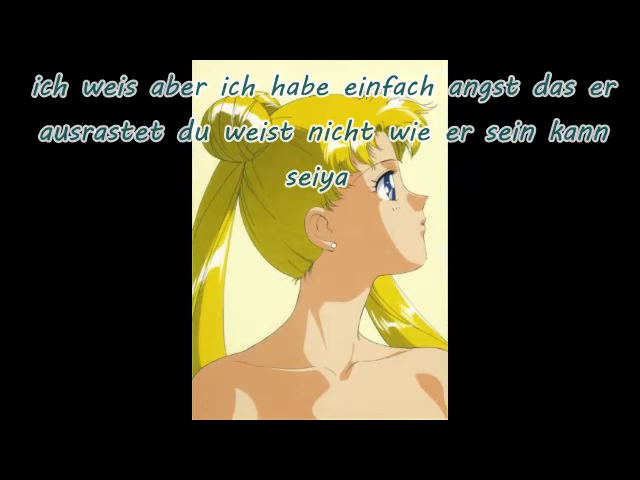 ich weis aber ich habe einfach angst das er
ausrastet du weist nicht wie er sein kann
seiya